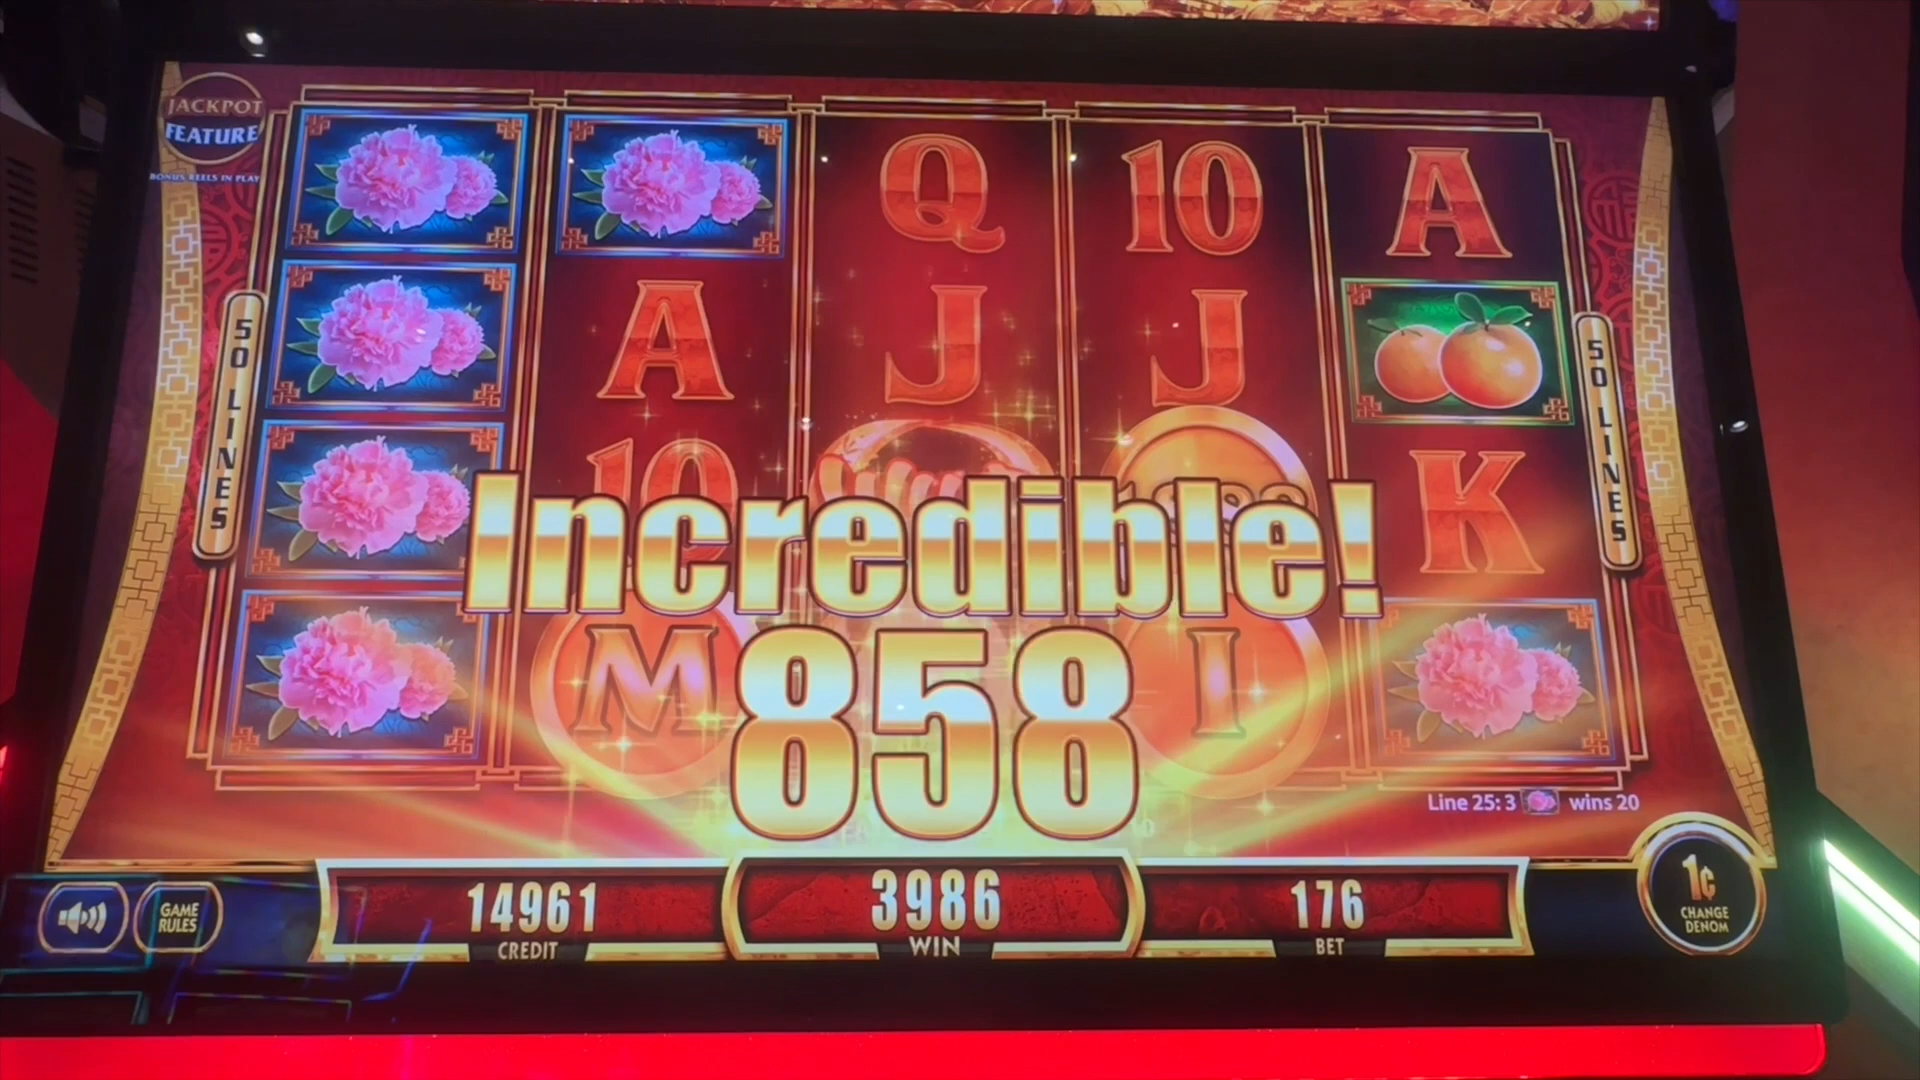 JACKPOT
FEATURE
BONUS REELS IN PLAY
Q
10
A
50 LINES
A
J
J
50 LINES
10
K
Incredible!
M
I
858
Line 25: 3 wins 20
14961
CREDIT
3986
WIN
176
BET
GAME
RULES
1¢
CHANGE
DENOM